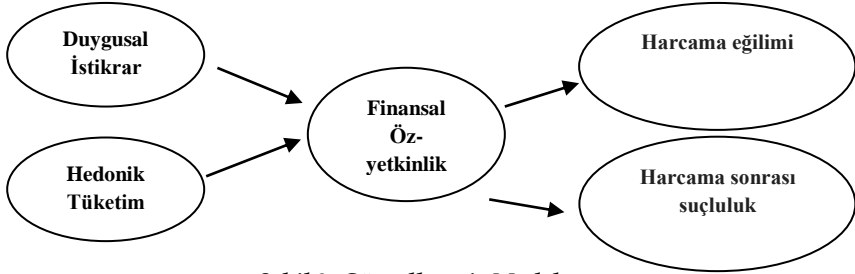 Duygusal
İstikrar
Harcama eğilimi
Finansal
Öz-
yetkinlik
Hedonik
Tüketim
Harcama sonrası
suçluluk